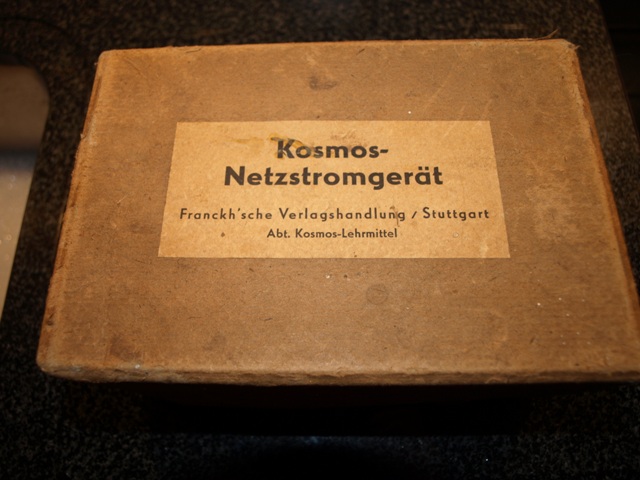 Kosmos-
Netzstromgerät
Franckh'sche Verlagshandlung / Stuttgart
Abt. Kosmos-Lehrmittel